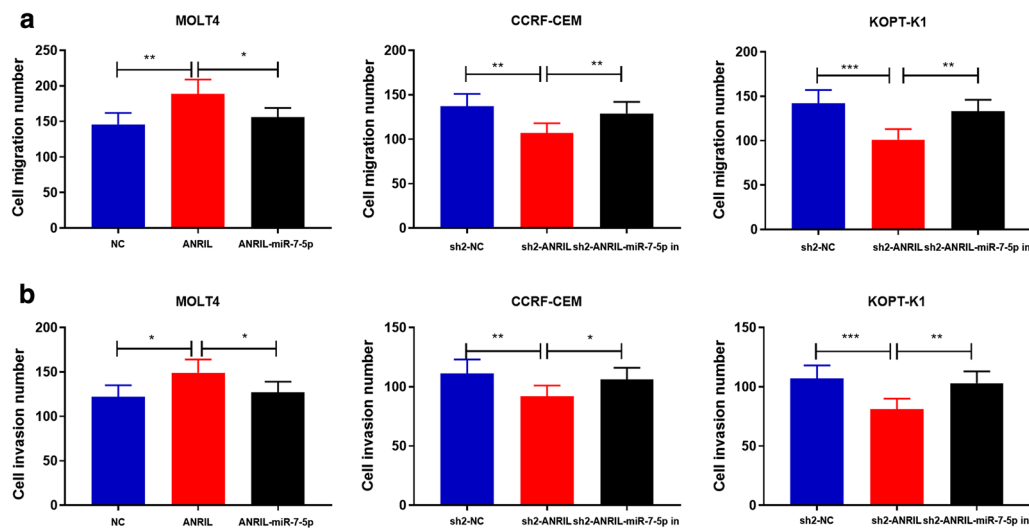 a
MOLT4
Cell migration number
250
200
150
100
50
0
**
*
NC
ANRIL
ANRIL-miR-7-5p
CCRF-CEM
Cell migration number
200
150
100
50
0
**
**
sh2-NC
sh2-ANRIL
sh2-ANRIL-miR-7-5p in
KOPT-K1
Cell migration number
200
150
100
50
0
***
**
sh2-NC
sh2-ANRIL
sh2-ANRIL-miR-7-5p in
b
MOLT4
Cell invasion number
200
150
100
50
0
*
*
NC
ANRIL
ANRIL-miR-7-5p
CCRF-CEM
Cell invasion number
150
100
50
0
**
*
sh2-NC
sh2-ANRIL
sh2-ANRIL-miR-7-5p in
KOPT-K1
Cell invasion number
150
100
50
0
***
**
sh2-NC
sh2-ANRIL
sh2-ANRIL-miR-7-5p in